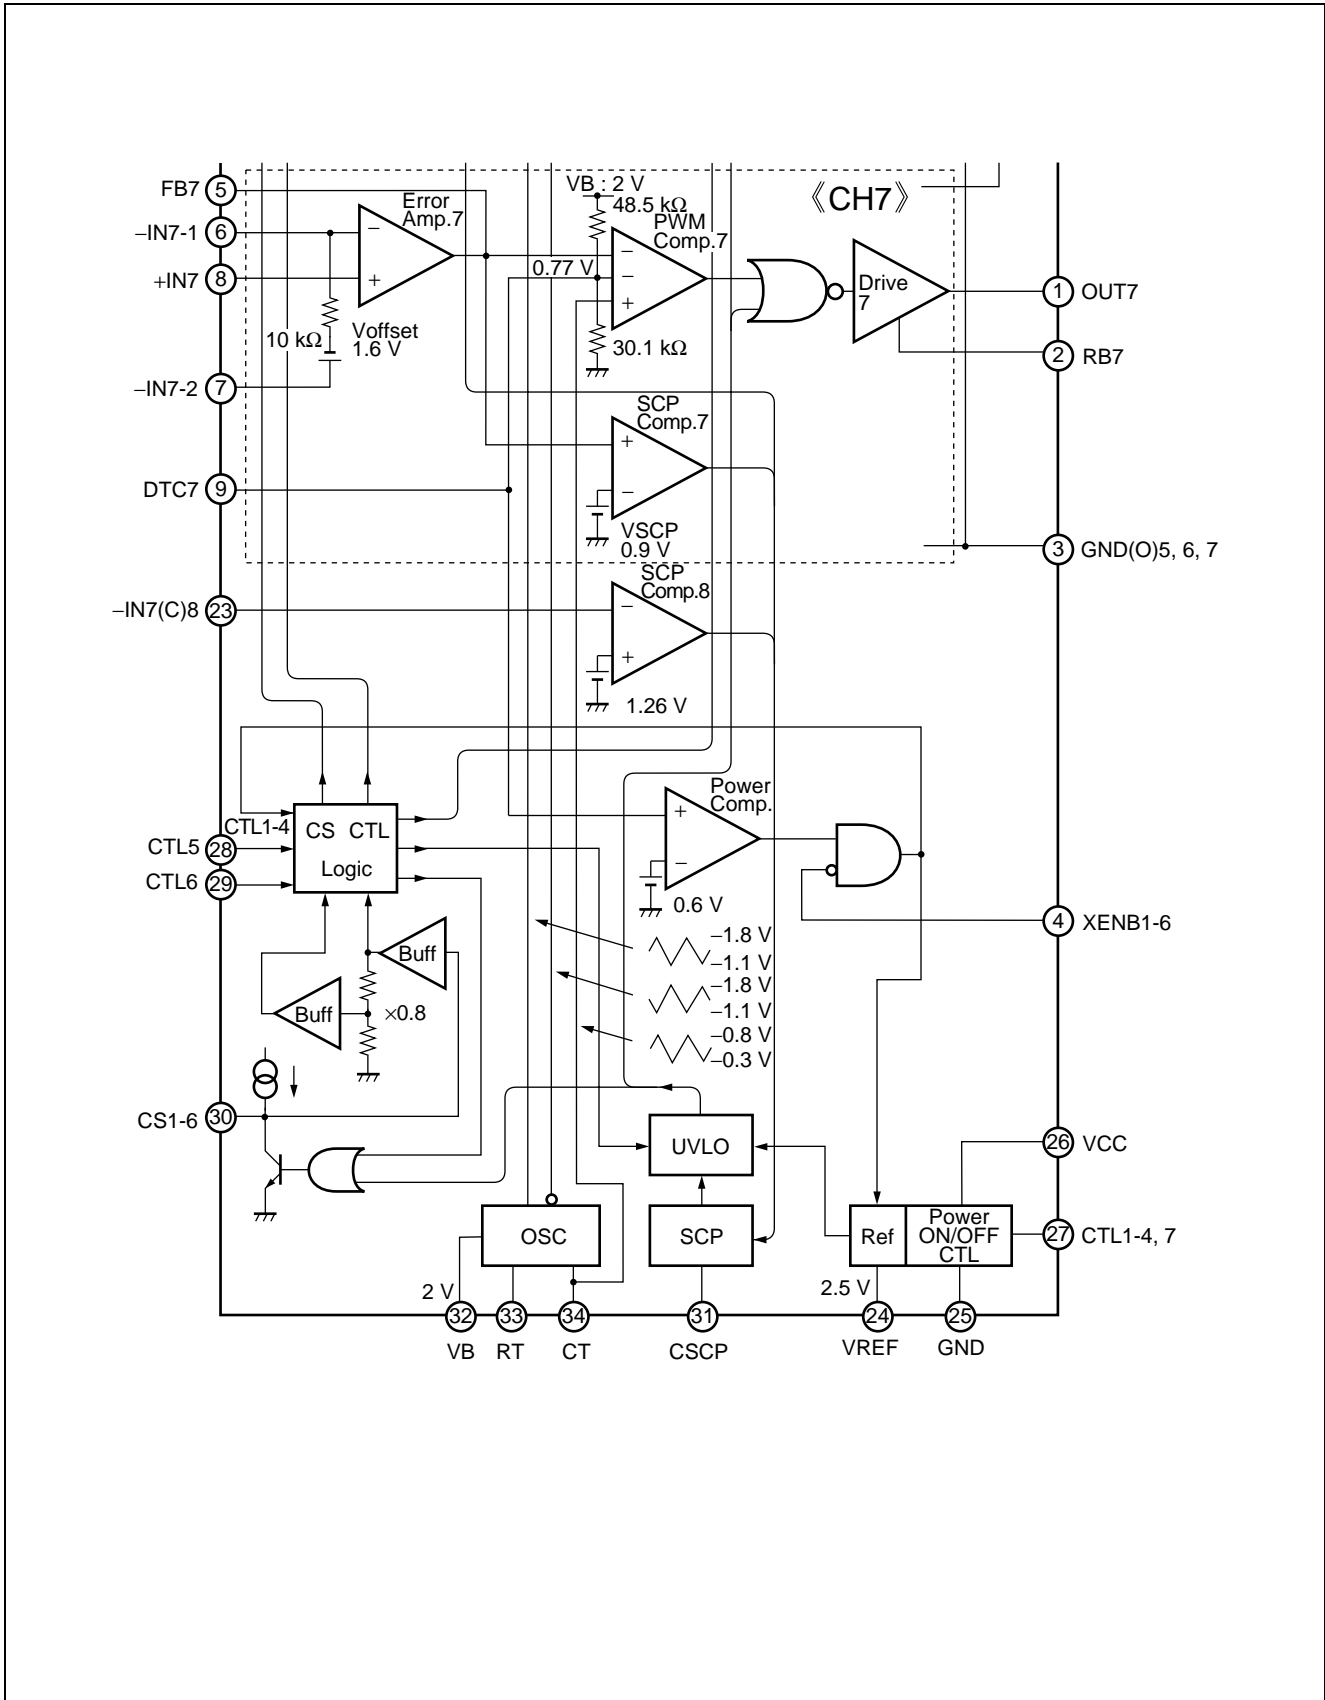 FB7 5
−IN7-1 6
+IN7 8
−IN7-2 7
DTC7 9
−IN7(C)8 23
Error
Amp.7
−
+
10 kΩ
Voffset
1.6 V
VB : 2 V
48.5 kΩ
0.77 V
PWM
Comp.7
−
−
+
30.1 kΩ
《CH7》
Drive
7
1 OUT7
2 RB7
SCP
Comp.7
+
−
VSCP
0.9 V
3 GND(O)5, 6, 7
SCP
Comp.8
−
+
1.26 V
CTL1-4
CTL5 28
CTL6 29
CS CTL
Logic
Power
Comp.
+
−
0.6 V
4 XENB1-6
Buff
Buff
×0.8
−1.8 V
−1.1 V
−1.8 V
−1.1 V
−0.8 V
−0.3 V
CS1-6 30
UVLO
26 VCC
OSC
SCP
Ref
Power
ON/OFF
CTL
27 CTL1-4, 7
2 V
2.5 V
32 33 34 31 24 25
VB RT CT CSCP VREF GND